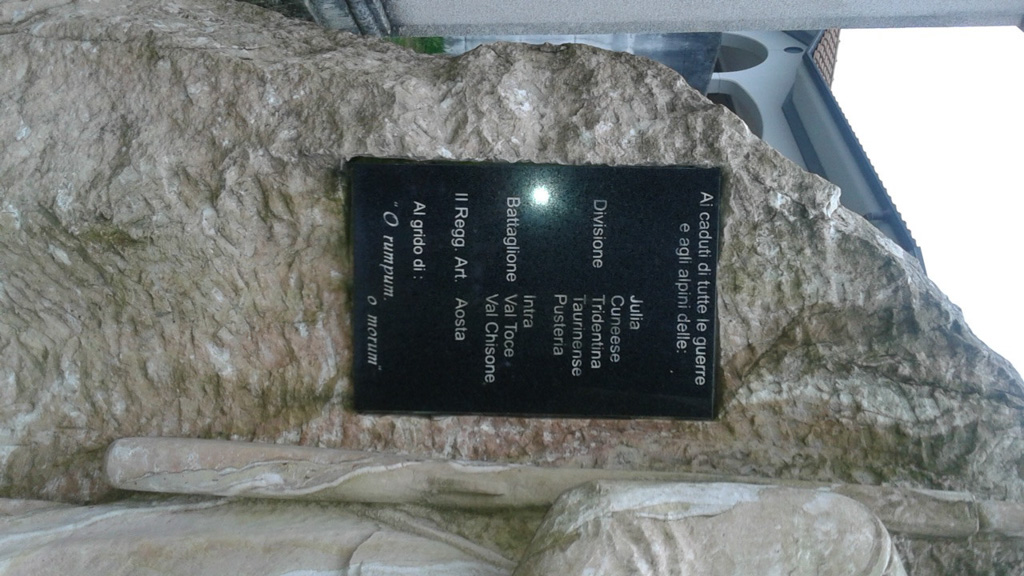 Ai caduti di tutte le guerre
e agli alpini delle:
Divisione Julia
Cuneese
Tridentina
Taurinense
Pusteria
Battaglione Intra
Val Toce
Val Chisone
II Regg. Art. Aosta
Al grido di :
" O rumpum.
o morum"